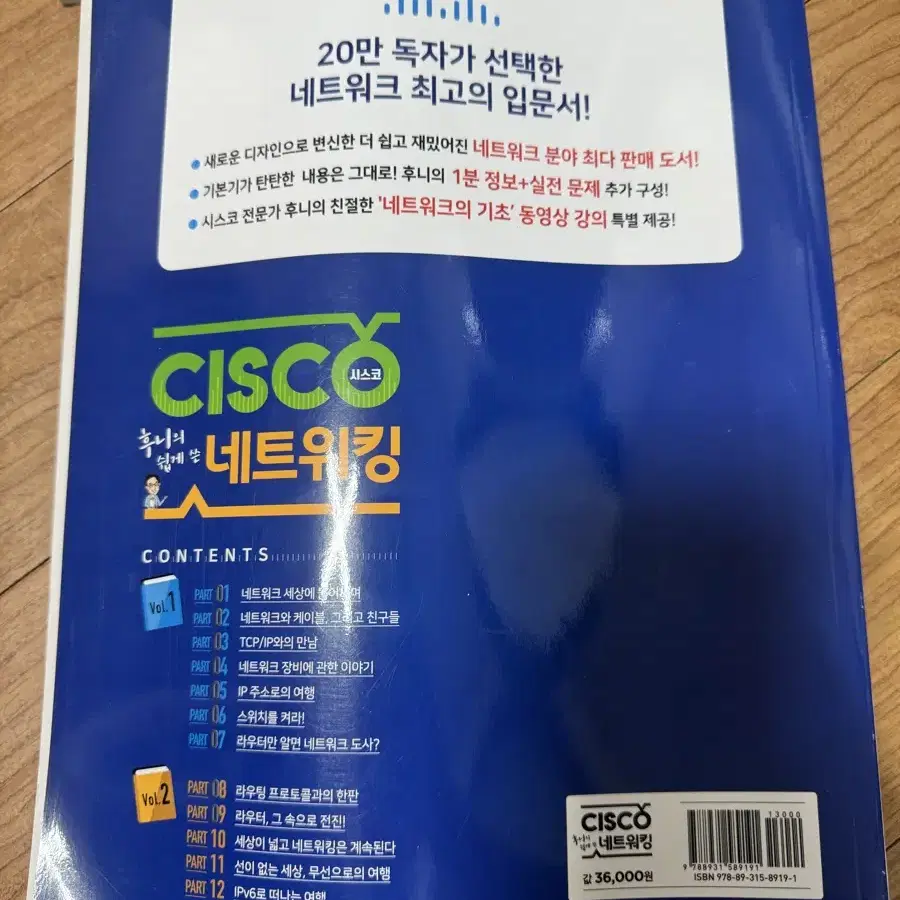 20만 독자가 선택한
네트워크 최고의 입문서!
● 새로운 디자인으로 변신한 더 쉽고 재밌어진 네트워크 분야 최다 판매 도서!
● 기본기가 탄탄한 내용은 그대로! 후니의 1분 정보+실전 문제 추가 구성!
● 시스코 전문가 후니의 친절한 '네트워크의 기초' 동영상 강의 특별 제공!
CISCO
시스코
후니의
쉽게 쓴
네트워킹
CONTENTS
Vol.1
PART 01 네트워크 세상에
PART 02 네트워크와 케이블, 그리고 친구들
PART 03 TCP/IP와의 만남
PART 04 네트워크 장비에 관한 이야기
PART 05 IP 주소로의 여행
PART 06 스위치를 켜라!
PART 07 라우터만 알면 네트워크 도사?
Vol.2
PART 08 라우팅 프로토콜과의 한판
PART 09 라우터, 그 속으로 전진!
PART 10 세상이 넓고 네트워킹은 계속된다
PART 11 선이 없는 세상, 무선으로의 여행
PART 12 IPv6로 떠나는 여행
CISCO
후니의
쉽게 쓴
네트워킹
값 36,000원
13000
9 788931 589191
ISBN 978-89-315-8919-1